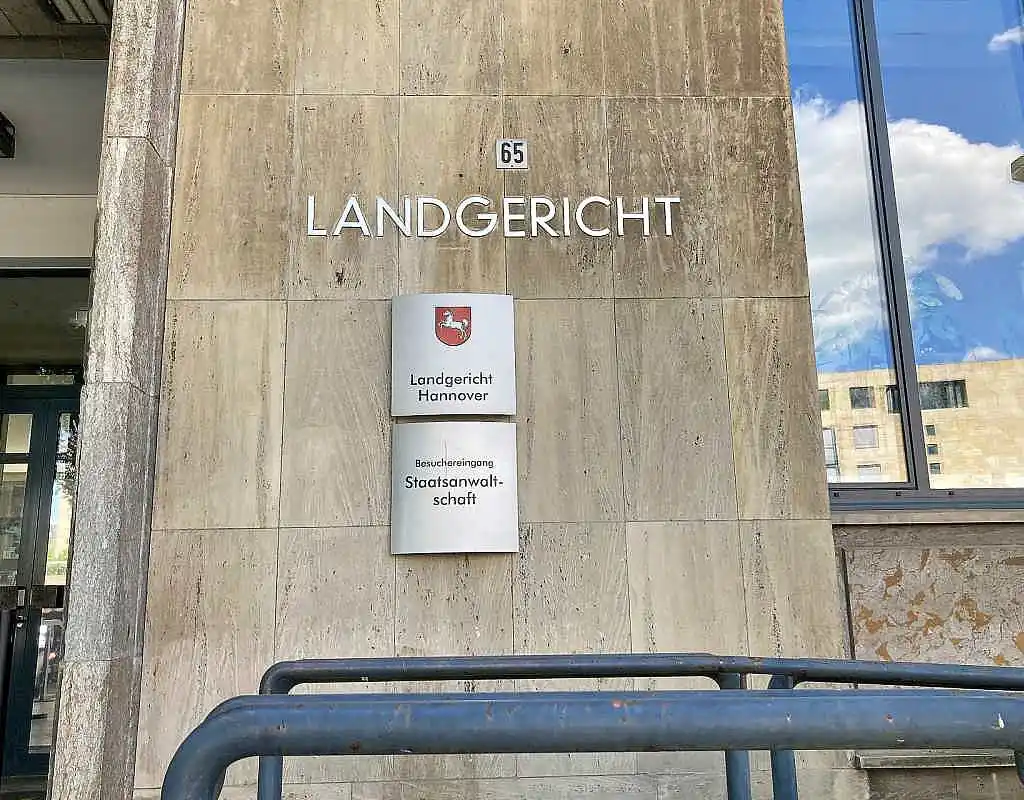 65
LANDGERICHT
Landgericht
Hannover
Besuchereingang
Staatsanwalt-
schaft